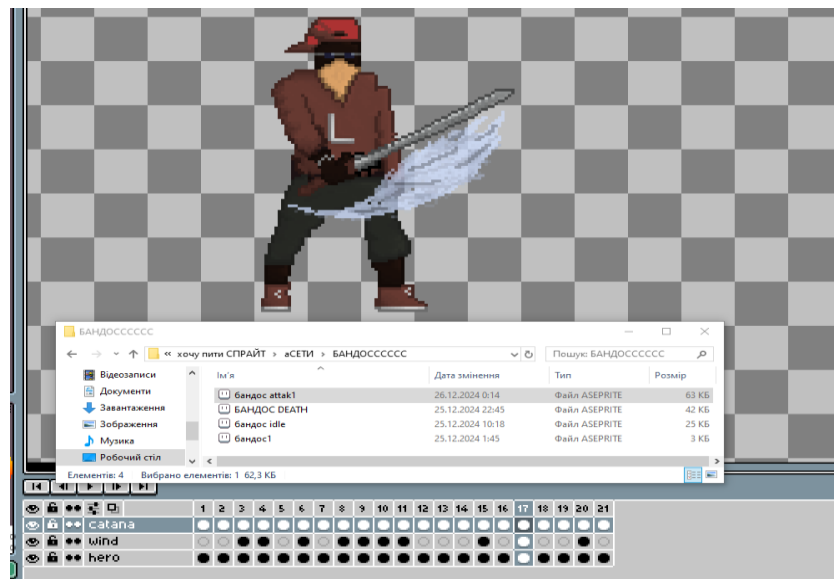 L
БАНДОСССССС
« хочу пити СПРАЙТ › аСЕТИ › БАНДОСССССС
Пошук: БАНДОСССССС
Відеозаписи
Документи
Завантаження
Зображення
Музика
Робочий стіл
Ім'я Дата змінення Тип Розмір
бандос attak1 26.12.2024 0:14 Файл ASEPRITE 63 КБ
БАНДОС DEATH 25.12.2024 22:45 Файл ASEPRITE 42 КБ
бандос idle 25.12.2024 10:18 Файл ASEPRITE 25 КБ
бандос1 25.12.2024 1:45 Файл ASEPRITE 3 КБ
Елементів: 4 Вибрано елементів: 1 62,3 КБ
1 2 3 4 5 6 7 8 9 10 11 12 13 14 15 16 17 18 19 20 21
catana
wind
hero